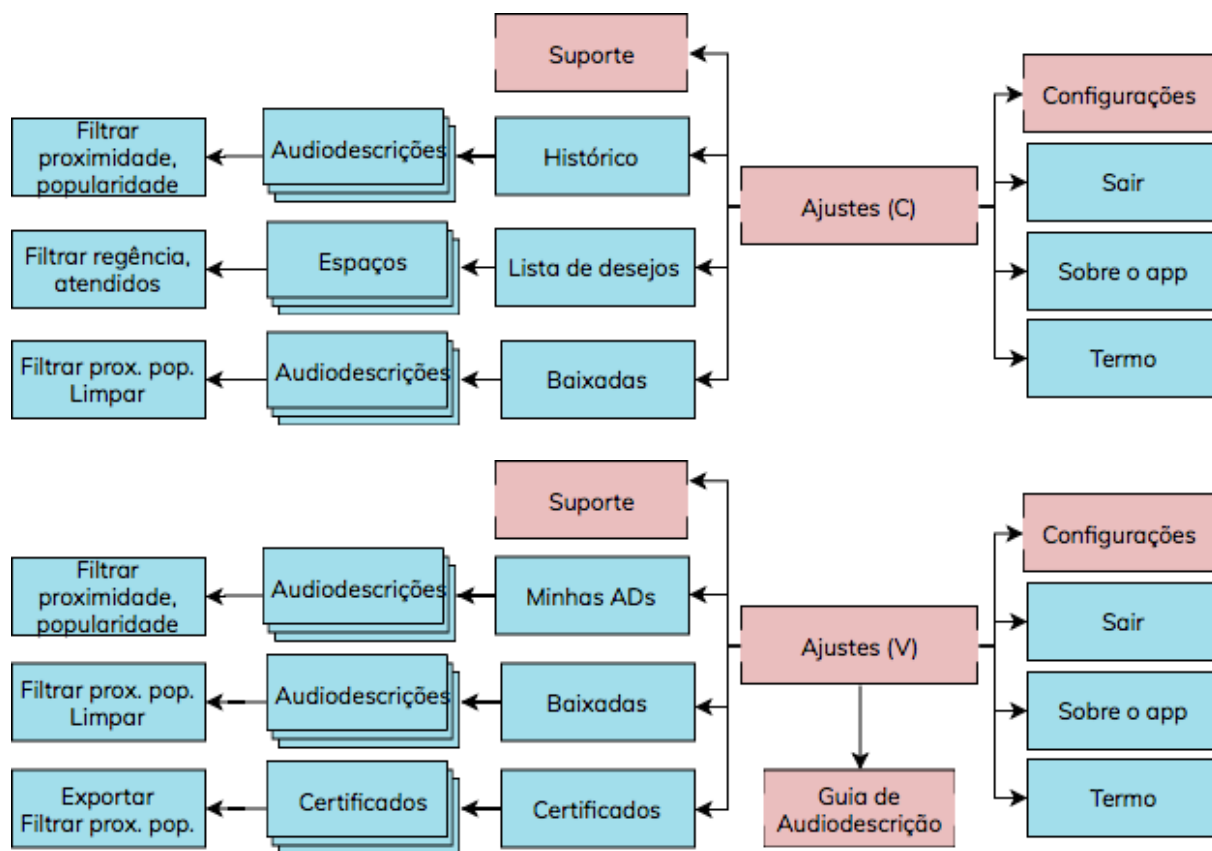 Suporte
Configurações
Filtrar
proximidade,
popularidade
Audiodescrições
Histórico
Ajustes (C)
Sair
Filtrar regência,
atendidos
Espaços
Lista de desejos
Sobre o app
Filtrar prox. pop.
Limpar
Audiodescrições
Baixadas
Termo
Suporte
Configurações
Filtrar
proximidade,
popularidade
Audiodescrições
Minhas ADs
Ajustes (V)
Sair
Filtrar prox. pop.
Limpar
Audiodescrições
Baixadas
Sobre o app
Exportar
Filtrar prox. pop.
Certificados
Certificados
Guia de
Audiodescrição
Termo